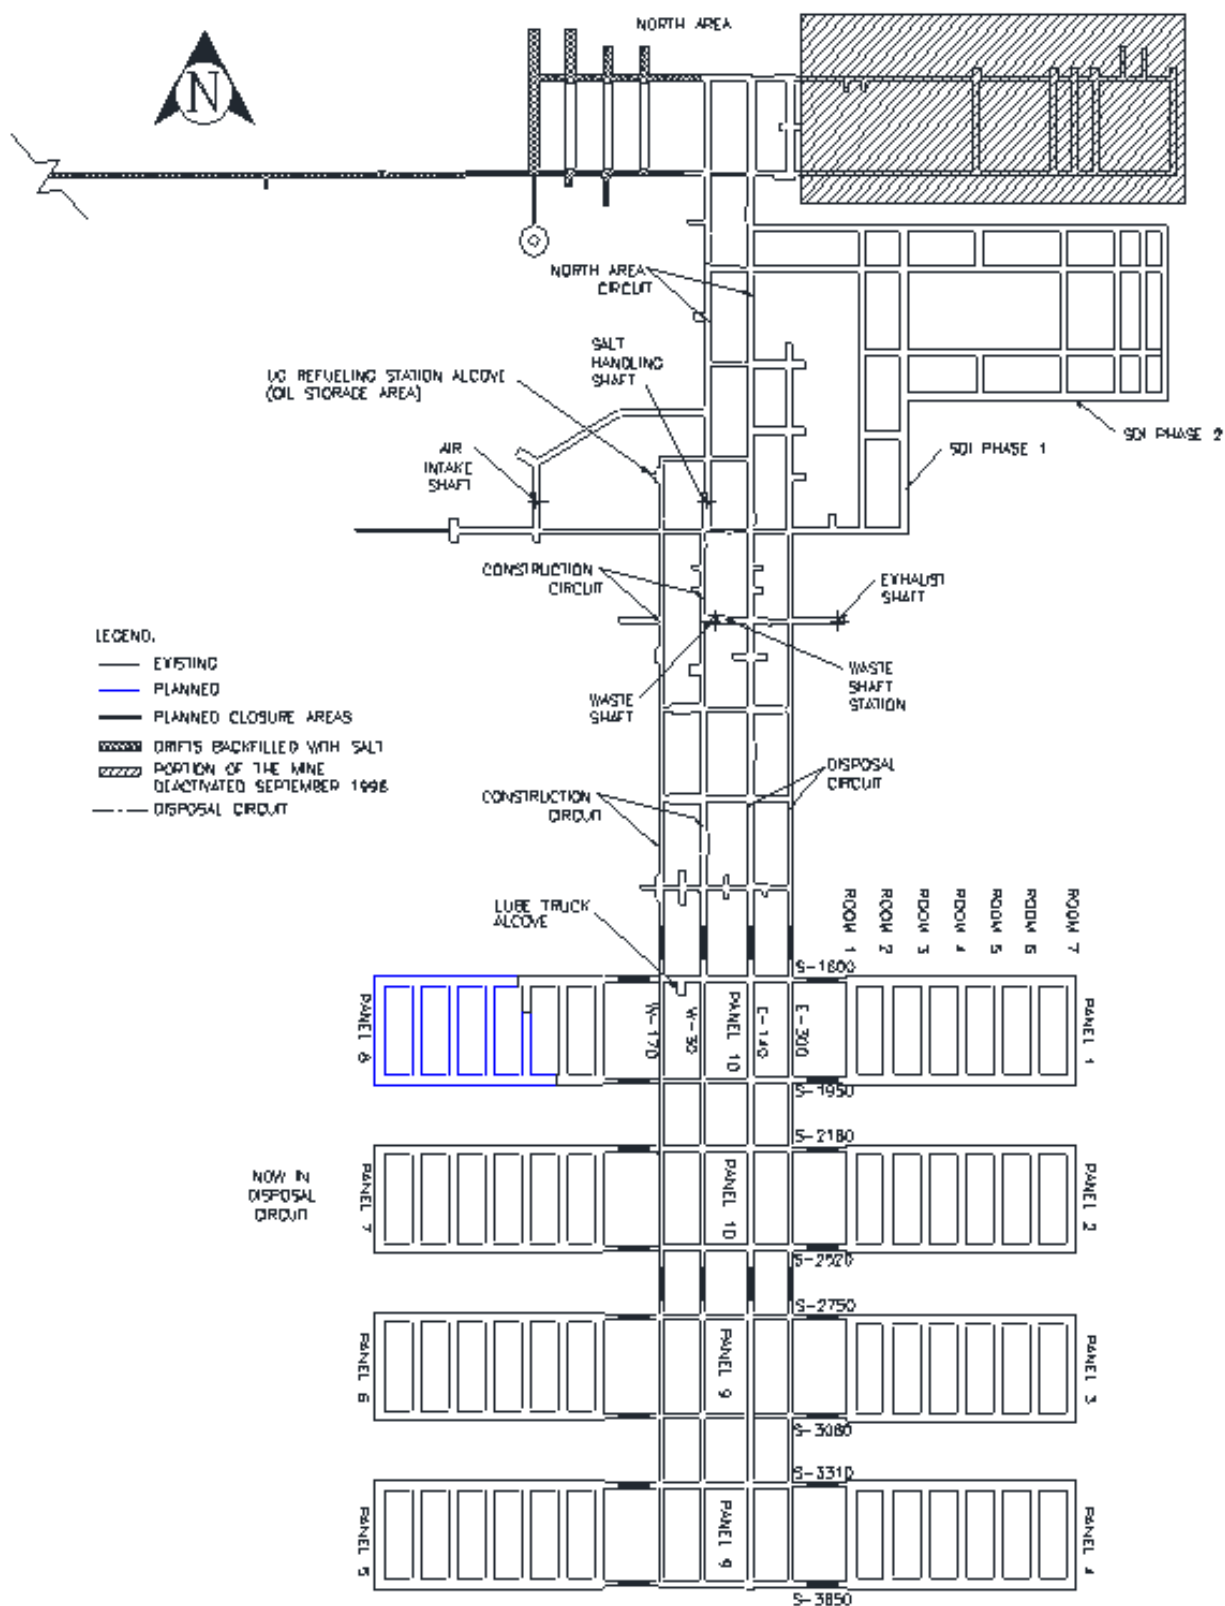 NORTH AREA
N
NORTH AREA
CIRCUIT
SALT
HANDLING
SHAFT
UG REFUELING STATION ALCOVE
(OIL STORAGE AREA)
AIR
INTAKE
SHAFT
SDI PHASE 2
SDI PHASE 1
CONSTRUCTION
CIRCUIT
EXHAUST
SHAFT
WASTE
SHAFT
WASTE
SHAFT
STATION
LEGEND.
EXISTING
PLANNED
PLANNED CLOSURE AREAS
DRIFTS BACKFILLED WITH SALT
PORTION OF THE MINE
DEACTIVATED SEPTEMBER 1996
DISPOSAL CIRCUIT
DISPOSAL
CIRCUIT
CONSTRUCTION
CIRCUIT
LUBE TRUCK
ALCOVE
ROOM 1
ROOM 2
ROOM 3
ROOM 4
ROOM 5
ROOM 6
ROOM 7
S-1600
PANEL 8
W-170
W-30
PANEL 10
E-140
E-300
PANEL 1
S-1950
S-2180
NOW IN
DISPOSAL
CIRCUIT
PANEL 7
PANEL 10
PANEL 2
S-2520
S-2750
PANEL 6
PANEL 9
PANEL 3
S-3080
S-3310
PANEL 5
PANEL 9
PANEL 4
S-3650